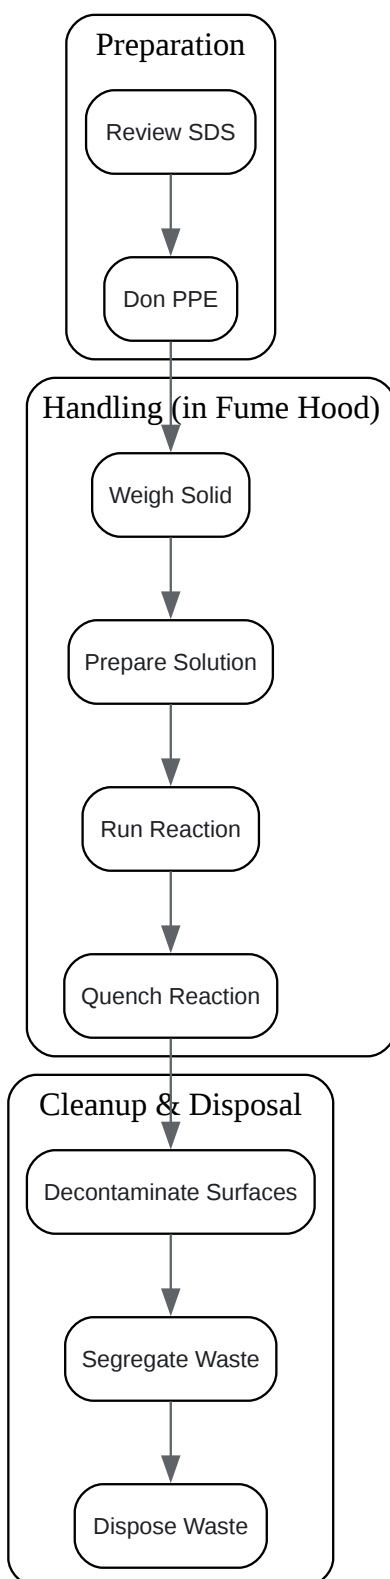 Preparation
Review SDS
Don PPE
Handling (in Fume Hood)
Weigh Solid
Prepare Solution
Run Reaction
Quench Reaction
Cleanup & Disposal
Decontaminate Surfaces
Segregate Waste
Dispose Waste